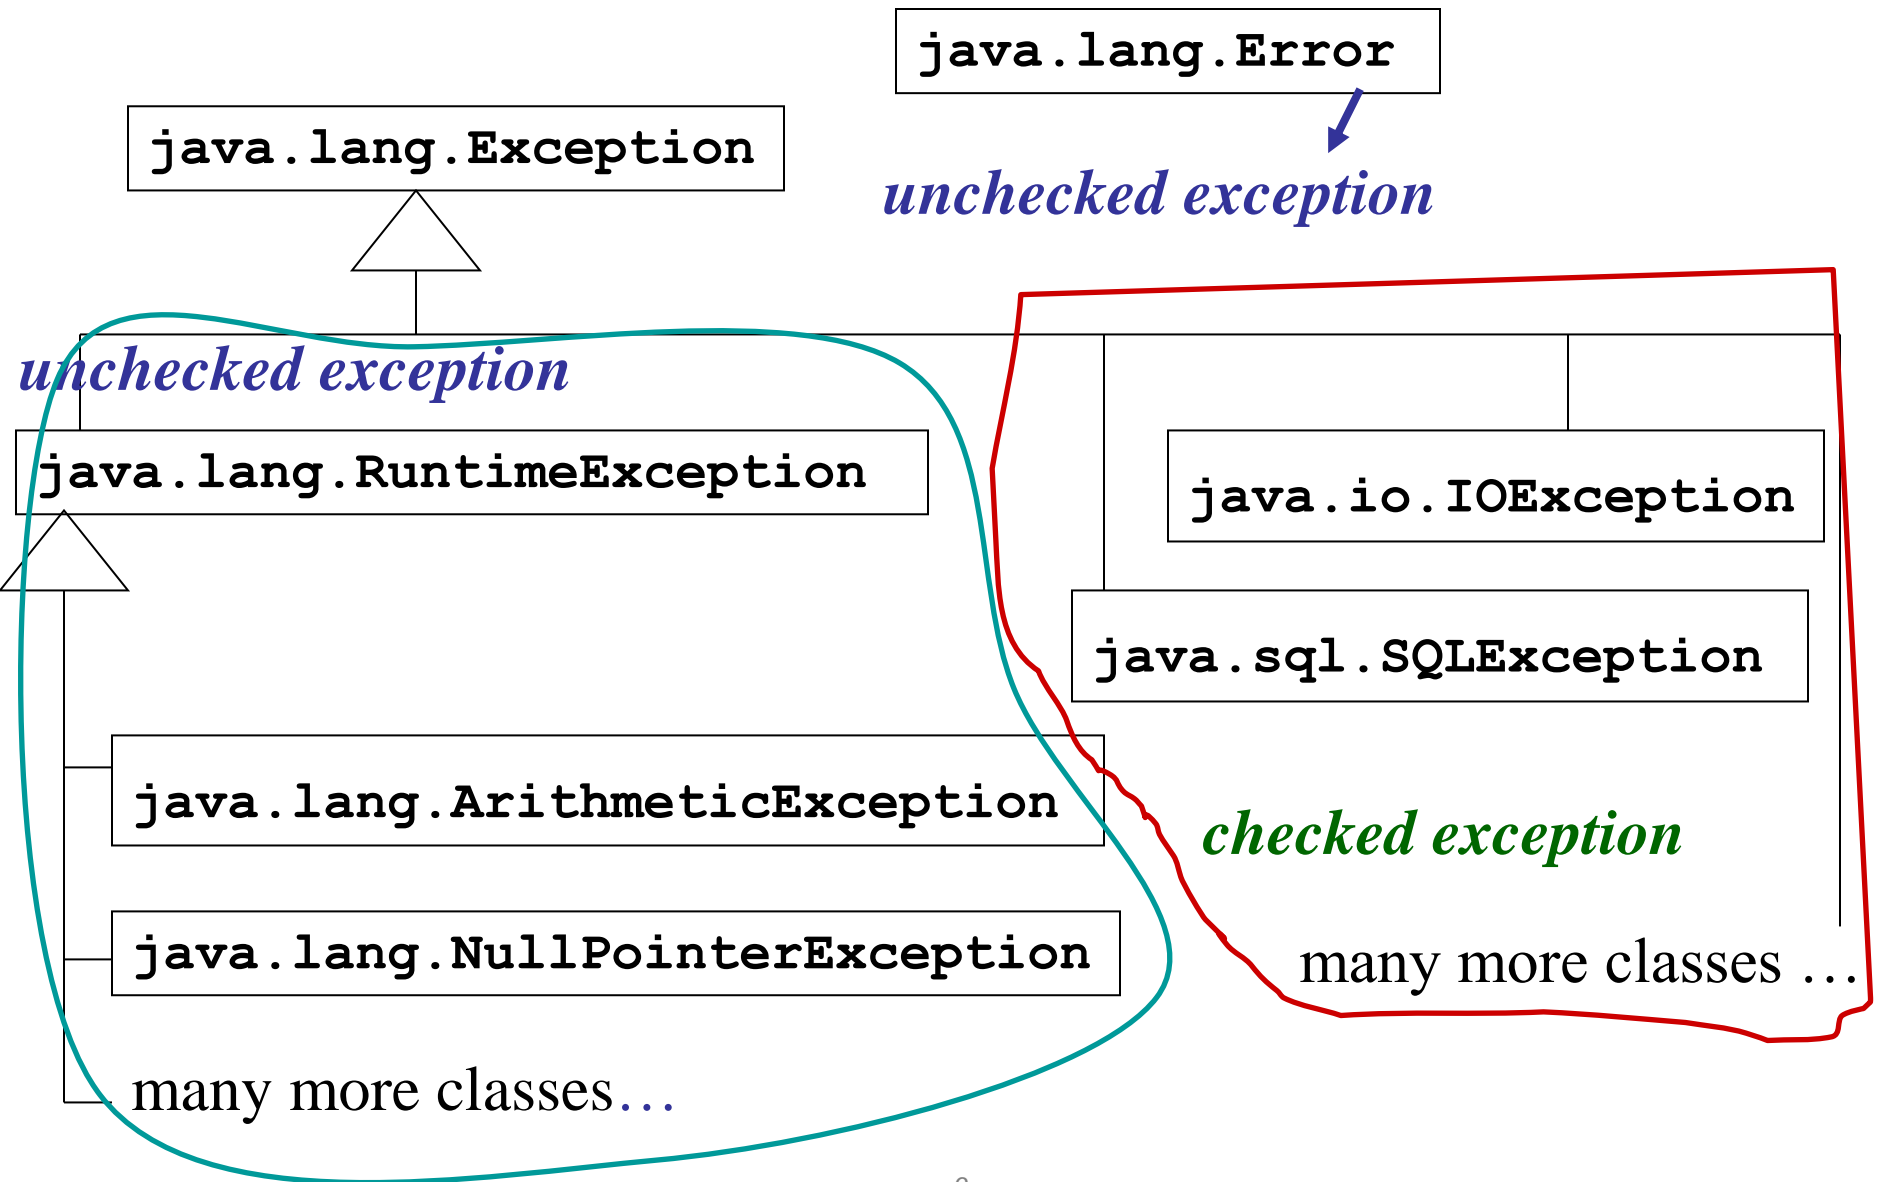 java.lang.Error
java.lang.Exception
unchecked exception
unchecked exception
java.lang.RuntimeException
java.io.IOException
java.sql.SQLException
java.lang.ArithmeticException
checked exception
java.lang.NullPointerException
many more classes …
many more classes…